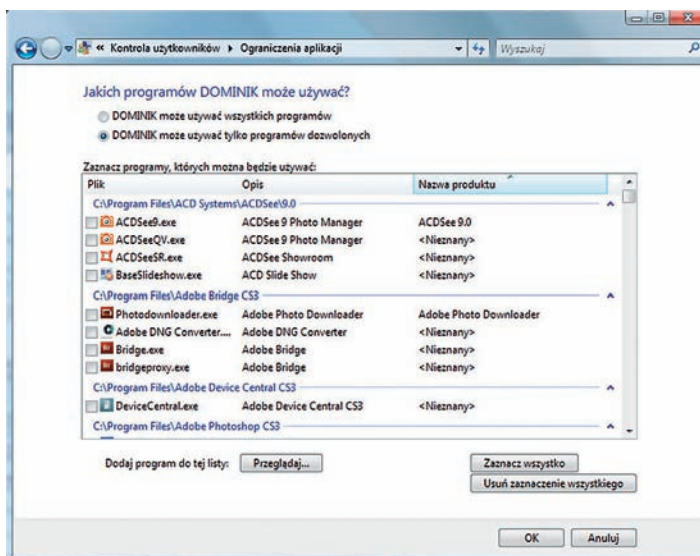 « Kontrola użytkowników ▸ Ograniczenia aplikacji Wyszukaj
Jakich programów DOMINIK może używać?
DOMINIK może używać wszystkich programów
DOMINIK może używać tylko programów dozwolonych
Zaznacz programy, których można będzie używać:
Plik Opis Nazwa produktu
C:\Program Files\ACD Systems\ACDSee\9.0
ACDSee9.exe ACDSee 9 Photo Manager ACDSee 9.0
ACDSeeQV.exe ACDSee 9 Photo Manager <Nieznany>
ACDSeeSR.exe ACDSee Showroom <Nieznany>
BaseSlideshow.exe ACD Slide Show <Nieznany>
C:\Program Files\Adobe Bridge CS3
Photodownloader.exe Adobe Photo Downloader Adobe Photo Downloader
Adobe DNG Converter.... Adobe DNG Converter <Nieznany>
Bridge.exe Adobe Bridge <Nieznany>
bridgeproxy.exe Adobe Bridge <Nieznany>
C:\Program Files\Adobe Device Central CS3
DeviceCentral.exe Adobe Device Central CS3 <Nieznany>
C:\Program Files\Adobe Photoshop CS3
Dodaj program do tej listy: Przeglądaj... Zaznacz wszystko
Usuń zaznaczenie wszystkiego
OK Anuluj